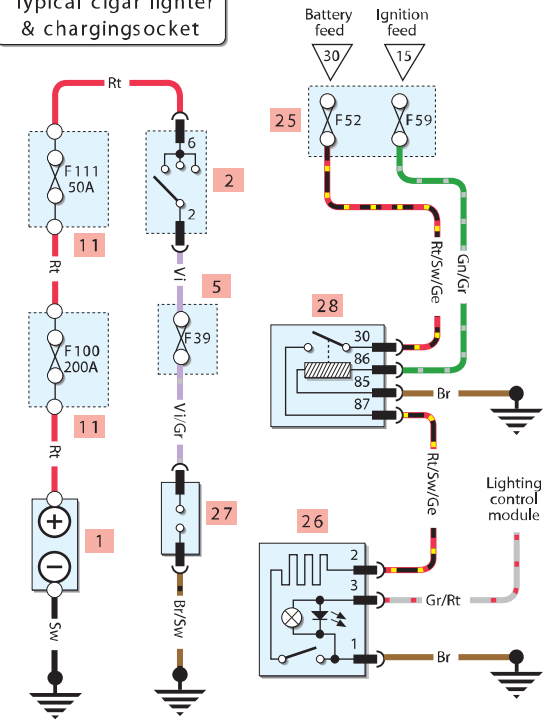 Typical cigar lighter
& chargingsocket
Battery
feed
Ignition
feed
30
15
25
F52
F59
Rt
F111
50A
11
Rt
F100
200A
11
Rt
+
−
1
Sw
6
2
2
Vi
5
F39
Vi/Gr
27
Br/Sw
Rt/Sw/Ge
Gn/Gr
28
30
86
85
87
Br
Rt/Sw/Ge
Lighting
control
module
26
2
3
1
Gr/Rt
Br